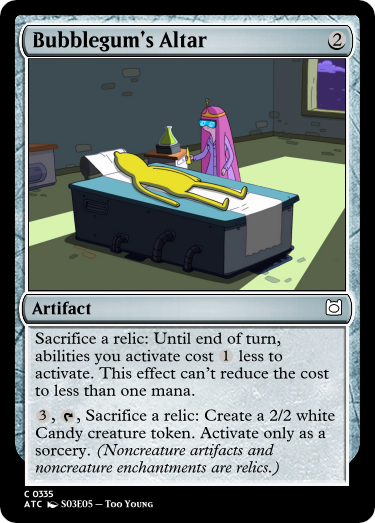 Bubblegum's Altar 2
Artifact
Sacrifice a relic: Until end of turn,
abilities you activate cost 1 less to
activate. This effect can't reduce the cost
to less than one mana.
3, , Sacrifice a relic: Create a 2/2 white
Candy creature token. Activate only as a
sorcery. (Noncreature artifacts and
noncreature enchantments are relics.)
C 0335
ATC S03E05 – Too Young